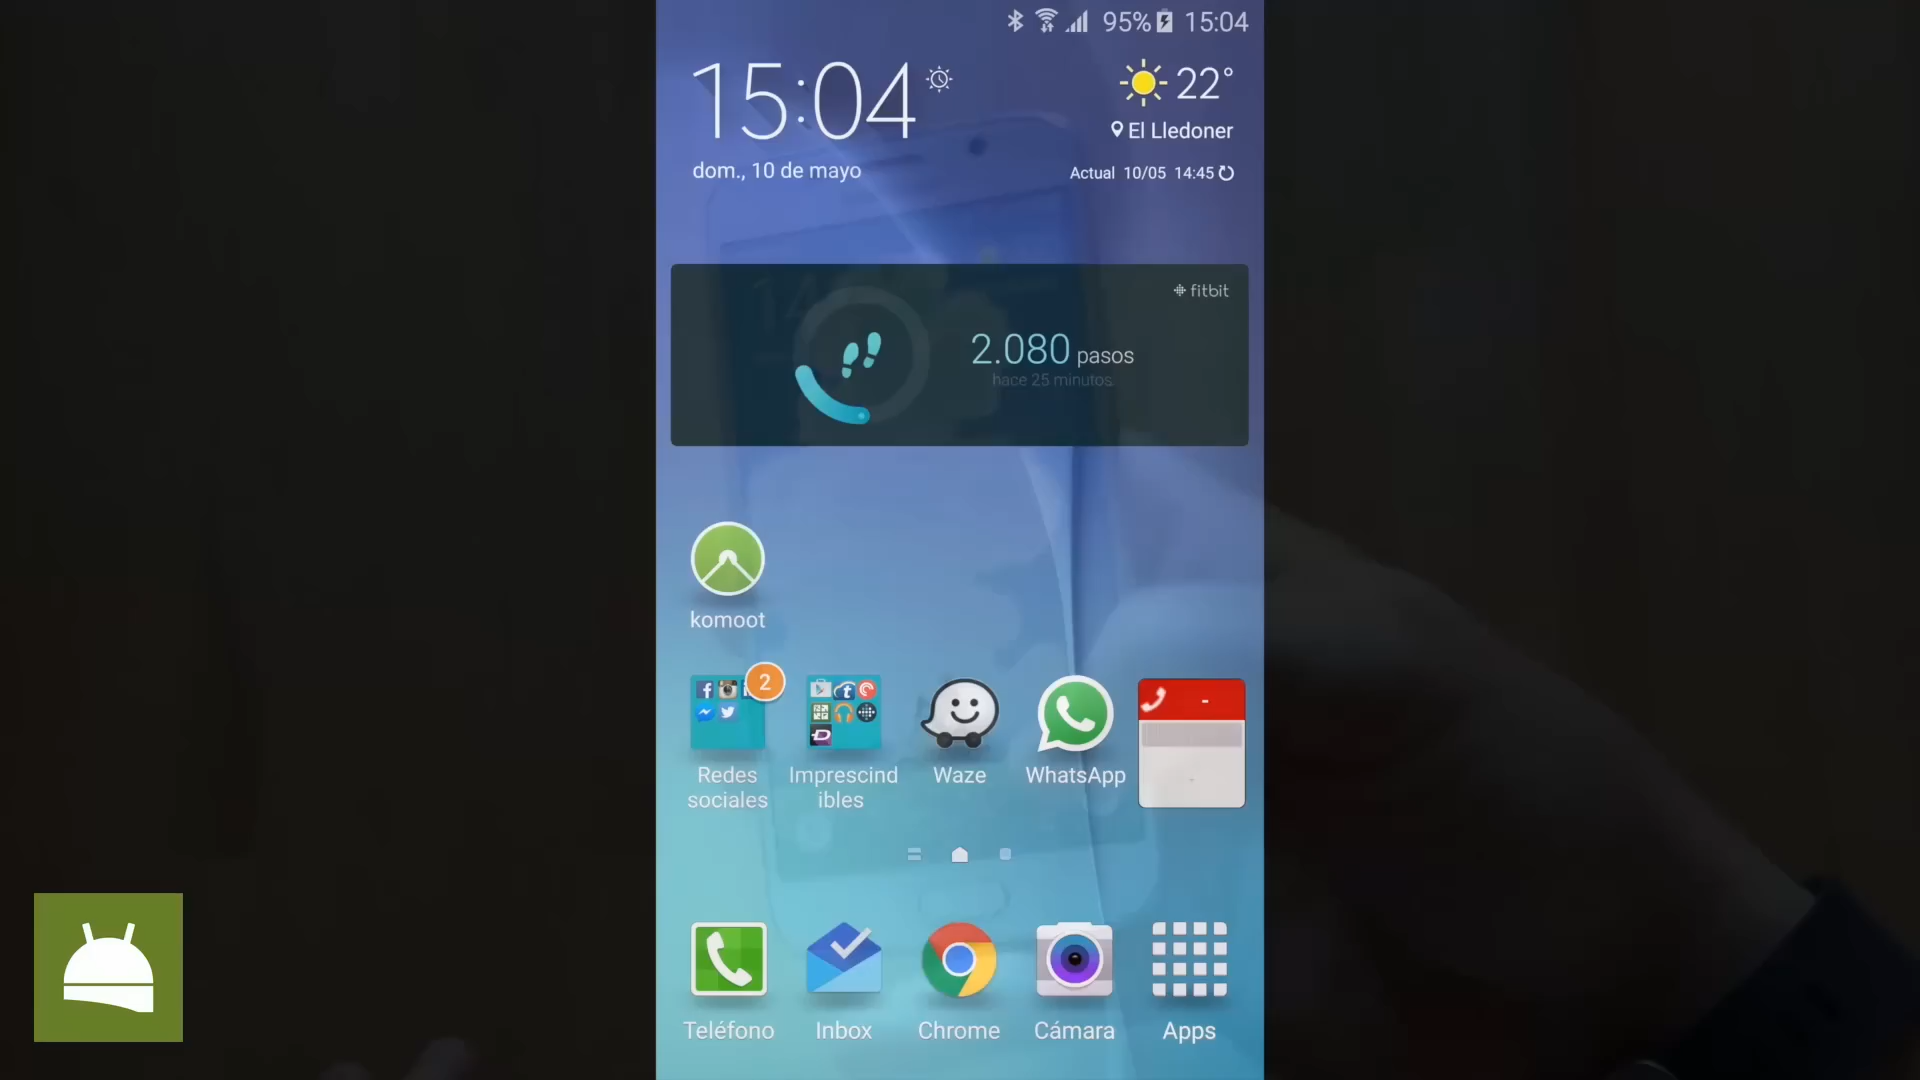 95% 15:04
15:04
22°
El Lledoner
dom., 10 de mayo
Actual 10/05 14:45
fitbit
2.080 pasos
hace 25 minutos.
komoot
2
Redes sociales
Imprescind
ibles
Waze
WhatsApp
-
Teléfono
Inbox
Chrome
Cámara
Apps